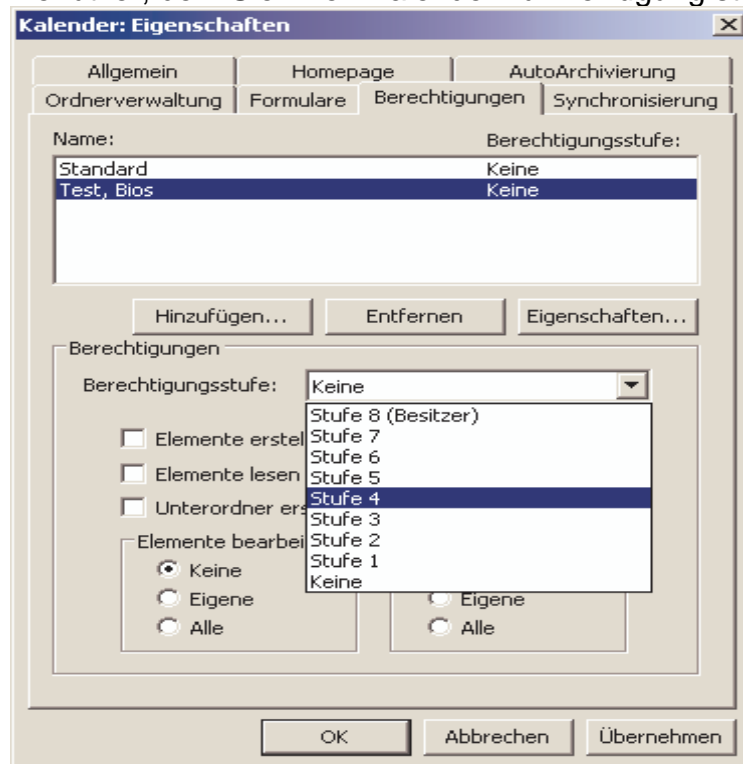 Kalender: Eigenschaften
Allgemein Homepage AutoArchivierung
Ordnerverwaltung Formulare Berechtigungen Synchronisierung
Name: Berechtigungsstufe:
Standard Keine
Test, Bios Keine
Hinzufügen... Entfernen Eigenschaften...
Berechtigungen
Berechtigungsstufe: Keine
Stufe 8 (Besitzer)
Elemente erstel Stufe 7
Stufe 6
Elemente lesen Stufe 5
Stufe 4
Unterordner ers Stufe 3
Elemente bearbei Stufe 2
Stufe 1
Keine Keine
Eigene Eigene
Alle Alle
OK Abbrechen Übernehmen